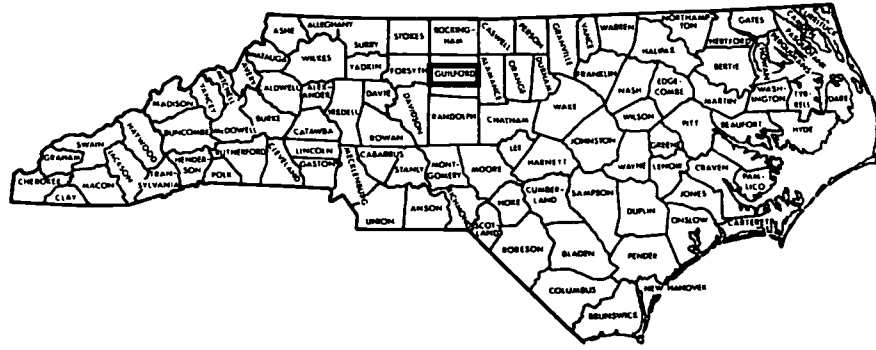 ASHE
ALLEGHANY
SURRY
STOKES
ROCKING-
HAM
CASWELL
PERSON
GRANVILLE
VANCE
WARREN
NORTHAMP-
TON
GATES
HERTFORD
HALIFAX
BERTIE
WATAUGA
WILKES
YADKIN
FORSYTH
GUILFORD
ALAMANCE
ORANGE
DURHAM
FRANKLIN
NASH
EDGE-
COMBE
MARTIN
WASH-
INGTON
TYR-
RELL
DARE
MITCHELL
AVERY
CALDWELL
ALEX-
ANDER
IREDELL
DAVIE
DAVIDSON
RANDOLPH
CHATHAM
WAKE
WILSON
PITT
BEAUFORT
HYDE
MADISON
YANCEY
BURKE
McDOWELL
CATAWBA
ROWAN
JOHNSTON
GREENE
SWAIN
HAYWOOD
BUNCOMBE
RUTHERFORD
CLEVELAND
LINCOLN
GASTON
MECKLENBURG
CABARRUS
STANLY
MONT-
GOMERY
MOORE
LEE
HARNETT
WAYNE
LENOIR
CRAVEN
PAM-
LICO
GRAHAM
CHEROKEE
CLAY
MACON
JACKSON
TRAN-
SYLVANIA
HENDER-
SON
POLK
UNION
ANSON
RICHMOND
SCOT-
LAND
HOKE
CUMBER-
LAND
SAMPSON
DUPLIN
JONES
ONSLOW
CARTERET
ROBESON
BLADEN
PENDER
COLUMBUS
NEW HANOVER
BRUNSWICK